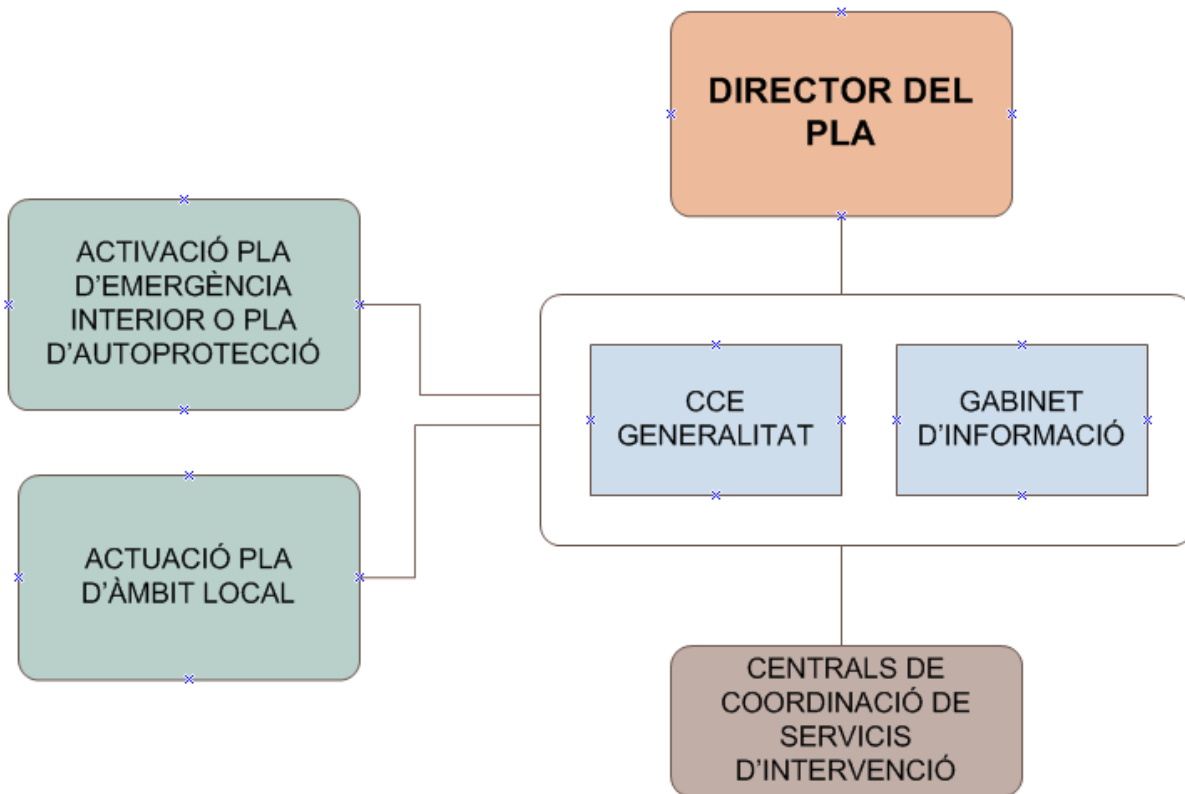 DIRECTOR DEL
PLA
ACTIVACIÓ PLA
D'EMERGÈNCIA
INTERIOR O PLA
D'AUTOPROTECCIÓ
CCE
GENERALITAT
GABINET
D'INFORMACIÓ
ACTUACIÓ PLA
D'ÀMBIT LOCAL
CENTRALS DE
COORDINACIÓ DE
SERVICIS
D'INTERVENCIÓ